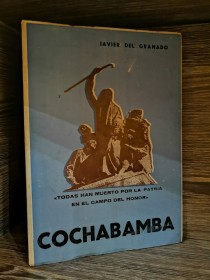 JAVIER DEL GRANADO
«TODAS HAN MUERTO POR LA PATRIA
EN EL CAMPO DEL HONOR»
COCHABAMBA